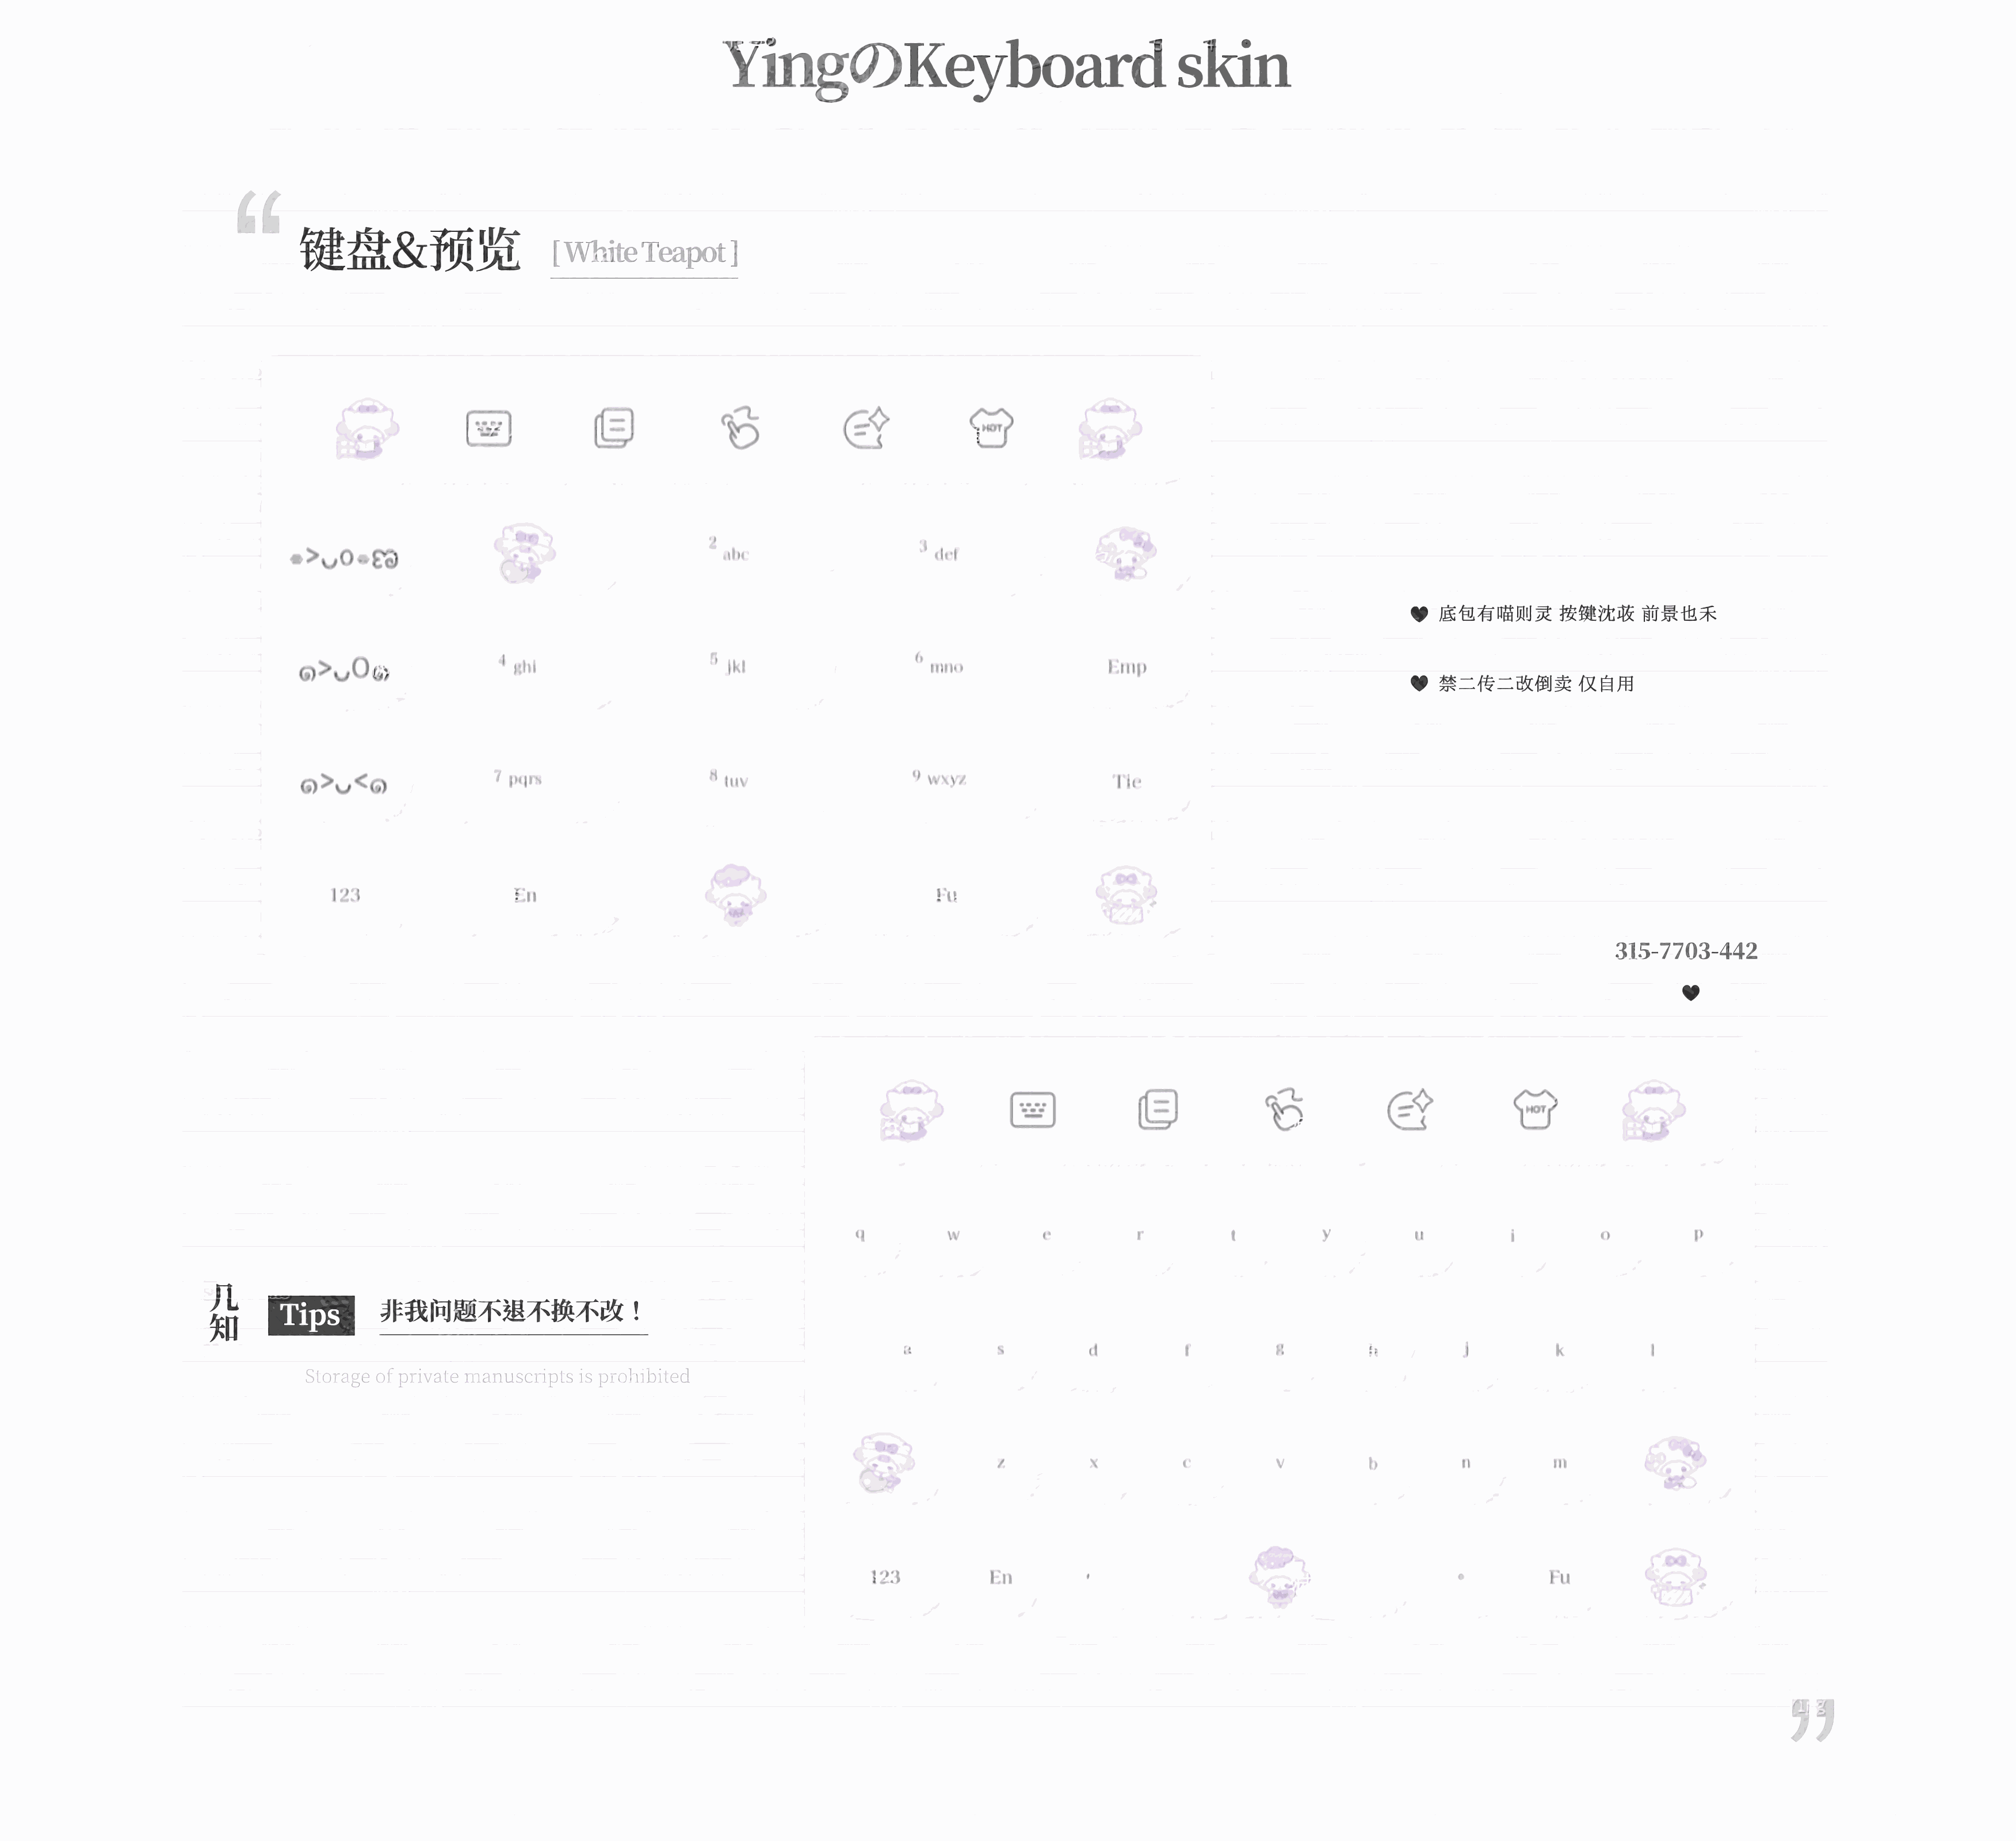 YingのKeyboard skin
键盘&预览 [White Teapot]
HOT
2 abc 3 def
4 ghi 5 jkl 6 mno Emp
๑>ᴗ<๑ 7 pqrs 8 tuv 9 wxyz Tie
123 En Fu
♥ 底包有喵则灵 按键沈蔹 前景也禾
♥ 禁二传二改倒卖 仅自用
315-7703-442
♥
HOT
q w e r t y u i o p
a s d f g h j k l
z x c v b n m
123 En , 。 Fu
几知
Tips 非我问题不退不换不改！
Storage of private manuscripts is prohibited